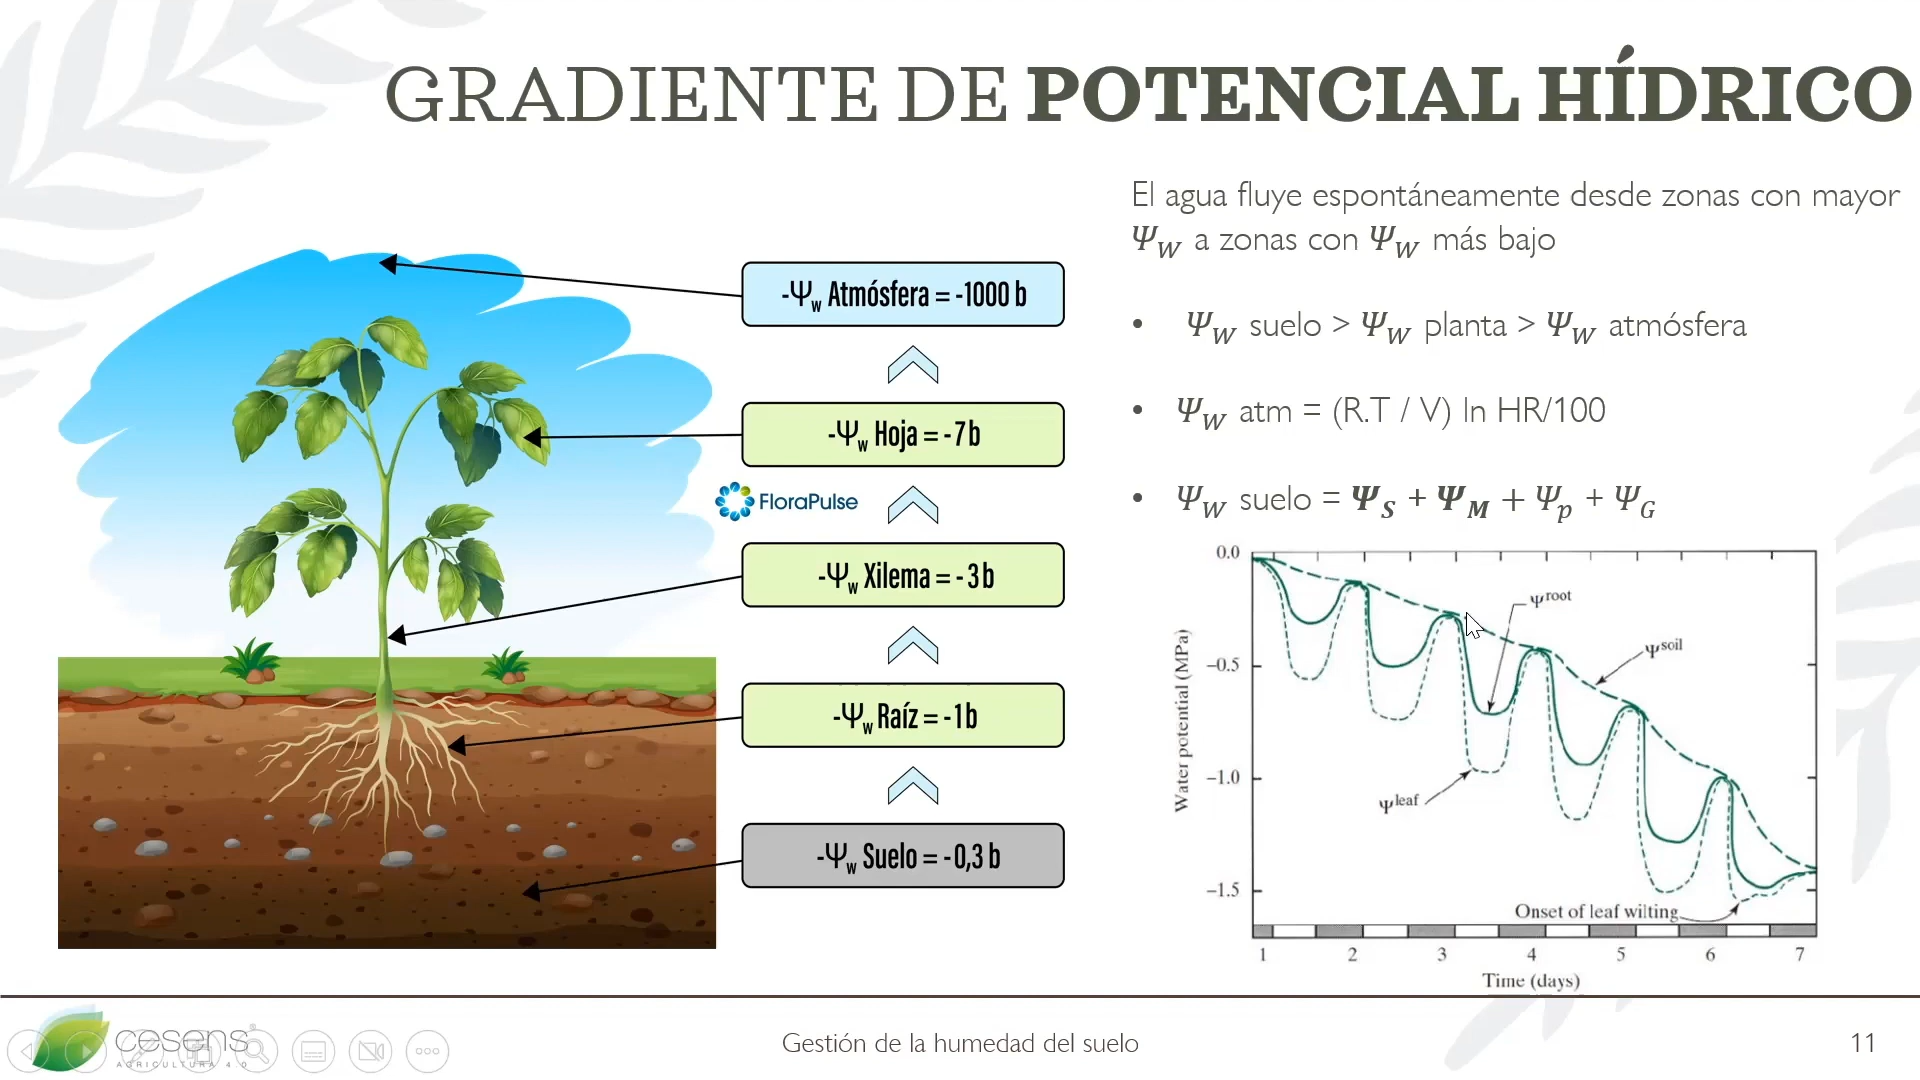 GRADIENTE DE POTENCIAL HÍDRICO
El agua fluye espontáneamente desde zonas con mayor
Ψ_W a zonas con Ψ_W más bajo
• Ψ_W suelo > Ψ_W planta > Ψ_W atmósfera
• Ψ_W atm = (R.T / V) ln HR/100
• Ψ_W suelo = Ψ_S + Ψ_M + Ψ_p + Ψ_G
-Ψw Atmósfera = -1000 b
-Ψw Hoja = -7 b
FloraPulse
-Ψw Xilema = - 3 b
-Ψw Raíz = -1 b
-Ψw Suelo = -0,3 b
Water potential (MPa)
0.0
−0.5
−1.0
−1.5
Ψroot
Ψsoil
Ψleaf
Onset of leaf wilting
1 2 3 4 5 6 7
Time (days)
cesens®
AGRICULTURA 4.0
Gestión de la humedad del suelo
11